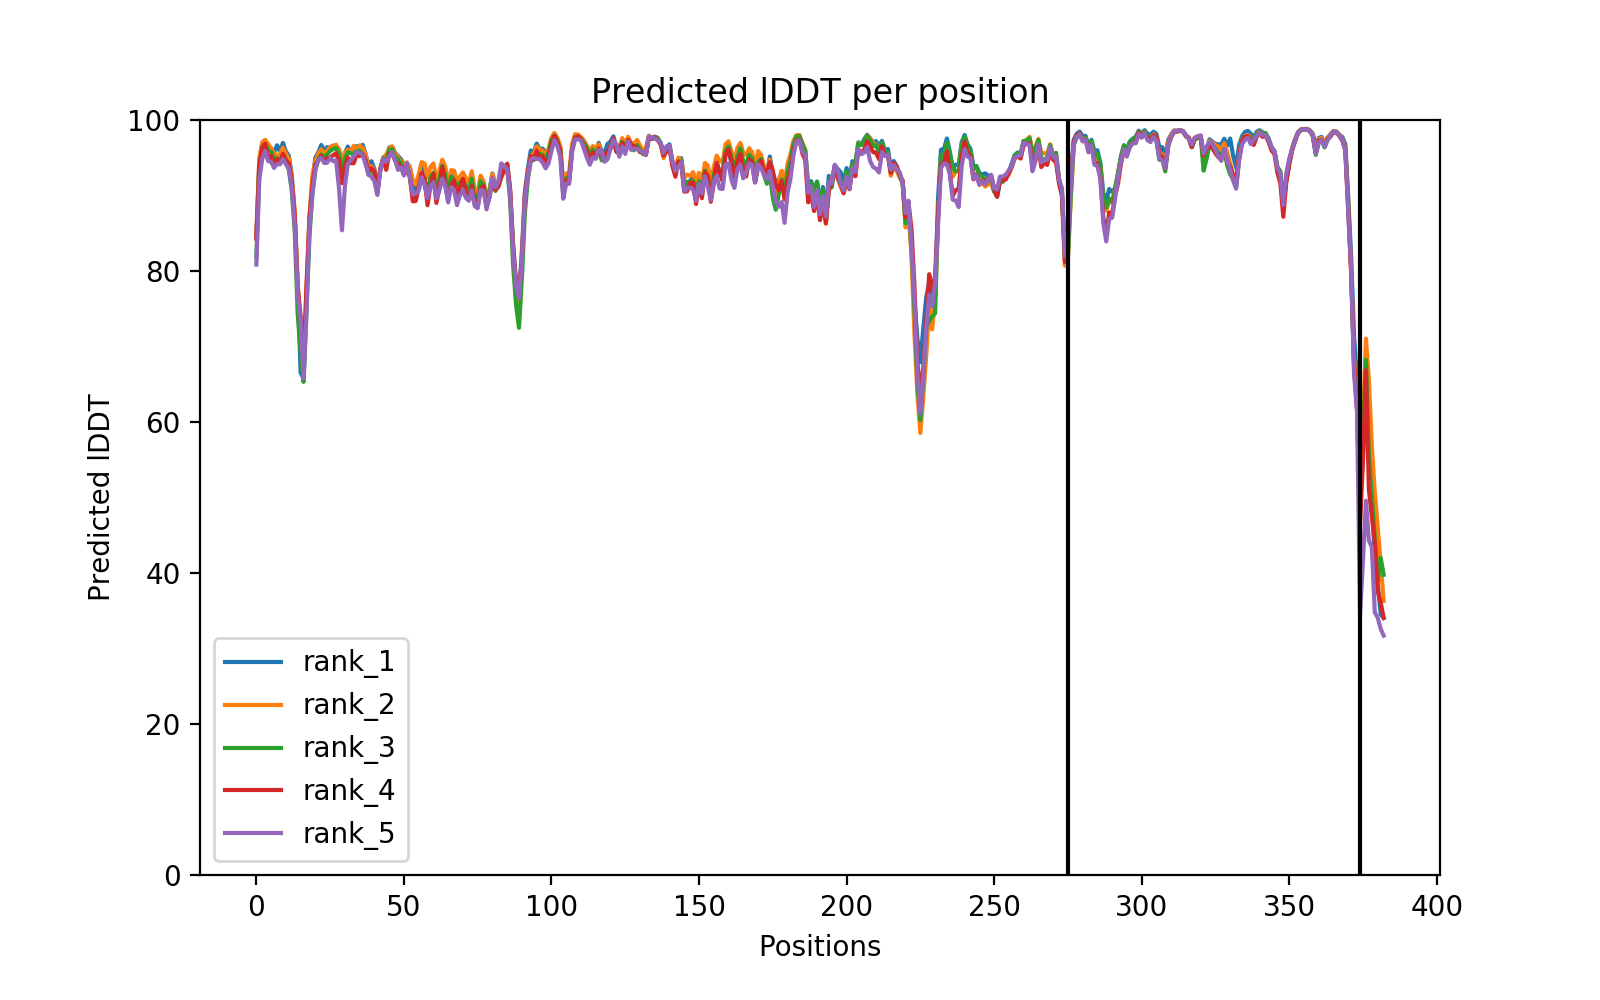 Predicted lDDT per position
Predicted lDDT
100
80
60
40
20
0
rank_1
rank_2
rank_3
rank_4
rank_5
0 50 100 150 200 250 300 350 400
Positions